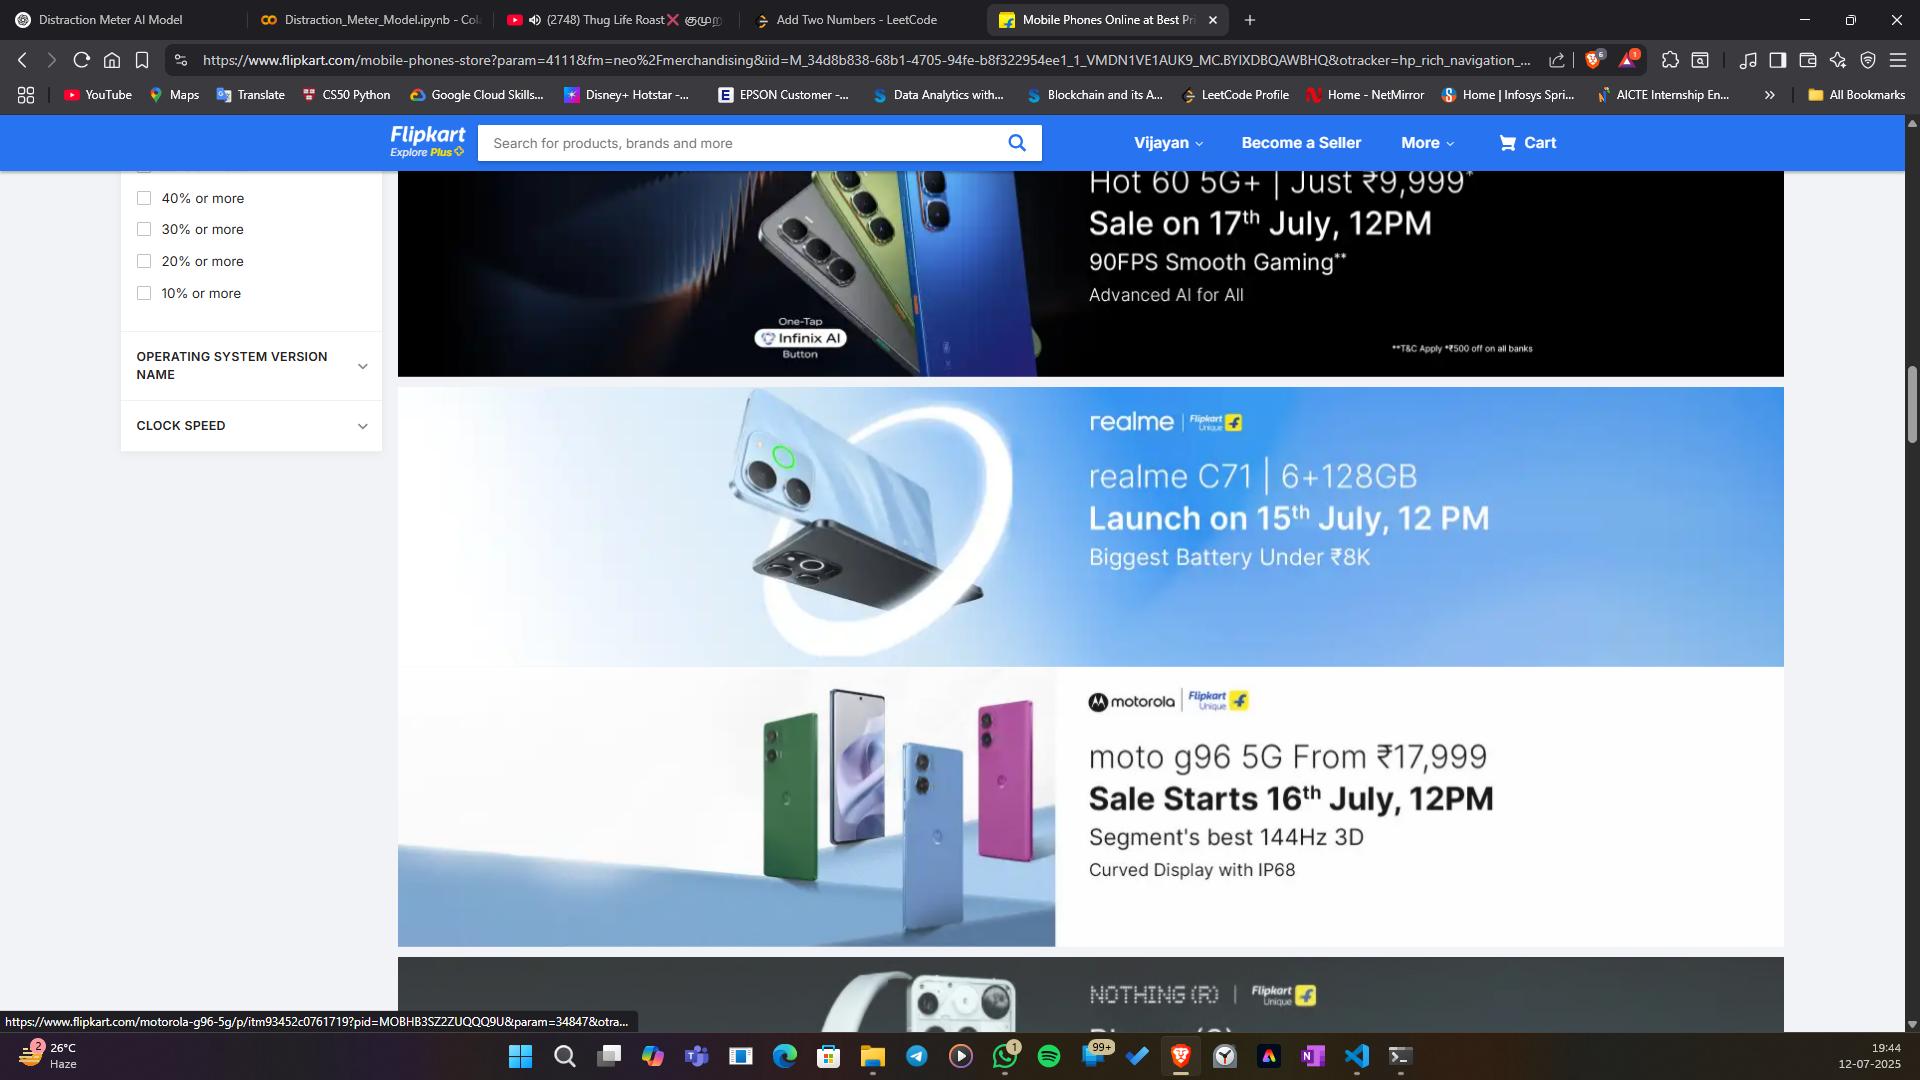 Distraction Meter AI Model
Distraction_Meter_Model.ipynb - Col
(2748) Thug Life Roast❌ குமுற
Add Two Numbers - LeetCode
Mobile Phones Online at Best Pri
https://www.flipkart.com/mobile-phones-store?param=4111&fm=neo%2Fmerchandising&iid=M_34d8b838-68b1-4705-94fe-b8f322954ee1_1_VMDN1VE1AUK9_MC.BYIXDBQAWBHQ&otracker=hp_rich_navigation_...
6
1
YouTube
Maps
Translate
CS50 Python
Google Cloud Skills...
Disney+ Hotstar -...
EPSON Customer -...
Data Analytics with...
Blockchain and its A...
LeetCode Profile
Home - NetMirror
Home | Infosys Spri...
AICTE Internship En...
All Bookmarks
Flipkart
Explore Plus
Search for products, brands and more
Vijayan
Become a Seller
More
Cart
40% or more
30% or more
20% or more
10% or more
OPERATING SYSTEM VERSION
NAME
CLOCK SPEED
One-Tap
Infinix AI
Button
Hot 60 5G+ | Just ₹9,999*
Sale on 17th July, 12PM
90FPS Smooth Gaming**
Advanced AI for All
**T&C Apply *₹500 off on all banks
realme | Flipkart Unique
realme C71 | 6+128GB
Launch on 15th July, 12 PM
Biggest Battery Under ₹8K
motorola | Flipkart Unique
moto g96 5G From ₹17,999
Sale Starts 16th July, 12PM
Segment's best 144Hz 3D
Curved Display with IP68
NOTHING (R) | Flipkart Unique
https://www.flipkart.com/motorola-g96-5g/p/itm93452c0761719?pid=MOBHB3SZ2ZUQQQ9U&param=34847&otra...
2
26°C
Haze
1
99+
19:44
12-07-2025